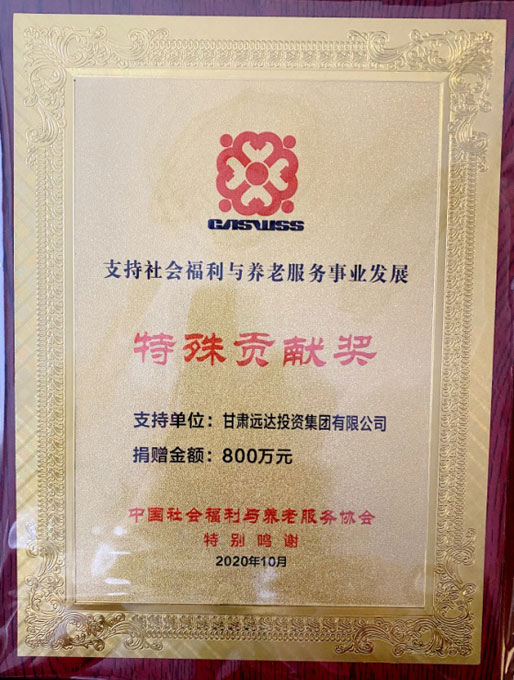 CASWSS
支持社会福利与养老服务事业发展
特殊贡献奖
支持单位：甘肃远达投资集团有限公司
捐赠金额：800万元
中国社会福利与养老服务协会
特别鸣谢
2020年10月